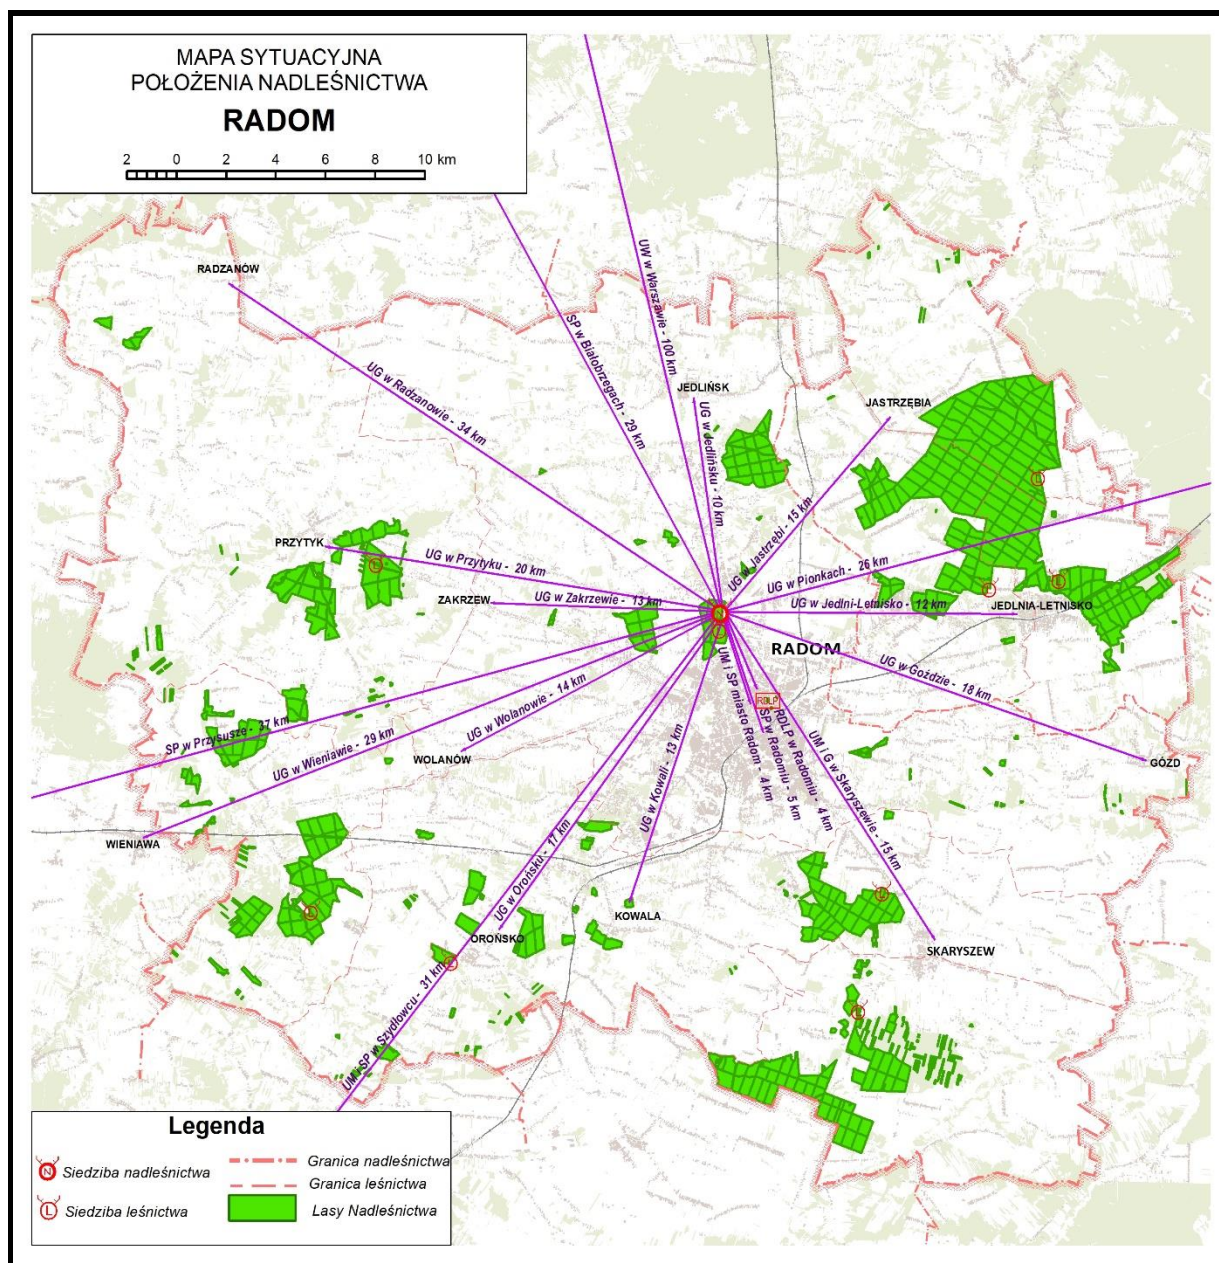 MAPA SYTUACYJNA
POŁOŻENIA NADLEŚNICTWA
RADOM
2 0 2 4 6 8 10 km
RADZANÓW
UW w Warszawie - 100 km
SP w Białobrzegach - 29 km
UG w Radzanowie - 34 km
JEDLIŃSK
UG w Jedlińsku - 10 km
JASTRZĘBIA
UG w Jastrzębi - 15 km
PRZYTYK
UG w Przytyku - 20 km
UG w Pionkach - 26 km
ZAKRZEW
UG w Zakrzewie - 13 km
UG w Jedlni-Letnisko - 12 km
JEDLNIA-LETNISKO
N
L
L
L
L
L
RADOM
UG w Goździe - 18 km
GÓZD
RDLP
UM i SP miasto Radom - 4 km
SP w Radomiu - 5 km
RDLP w Radomiu - 4 km
UM i G w Skaryszewie - 15 km
UG w Wolanowie - 14 km
WOLANÓW
SP w Przysusze - 37 km
UG w Wieniawie - 29 km
WIENIAWA
UG w Kowali - 13 km
KOWALA
UG w Orońsku - 17 km
OROŃSKO
UM i SP w Szydłowcu - 31 km
SKARYSZEW
L
L
L
L
Legenda
N Siedziba nadleśnictwa
L Siedziba leśnictwa
Granica nadleśnictwa
Granica leśnictwa
Lasy Nadleśnictwa